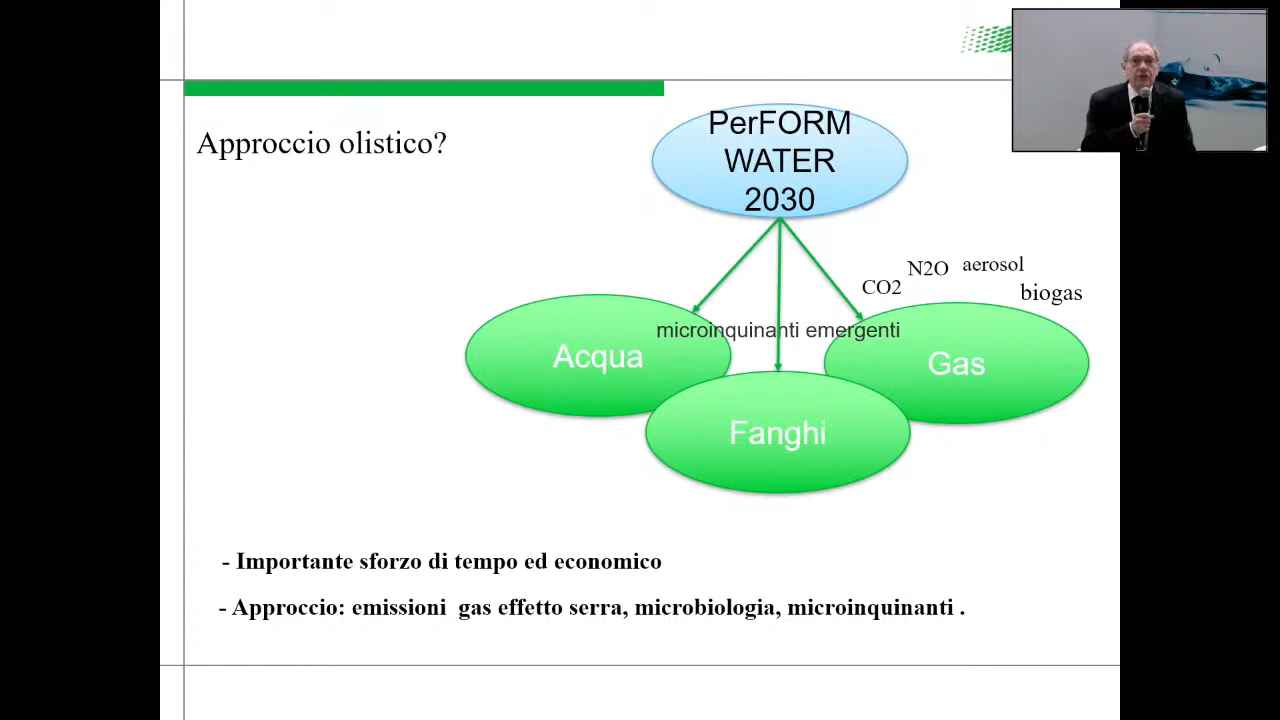 PerFORM
WATER
2030
Approccio olistico?
N2O
aerosol
CO2
biogas
microinquinanti emergenti
Acqua
Gas
Fanghi
- Importante sforzo di tempo ed economico
- Approccio: emissioni  gas effetto serra, microbiologia, microinquinanti .